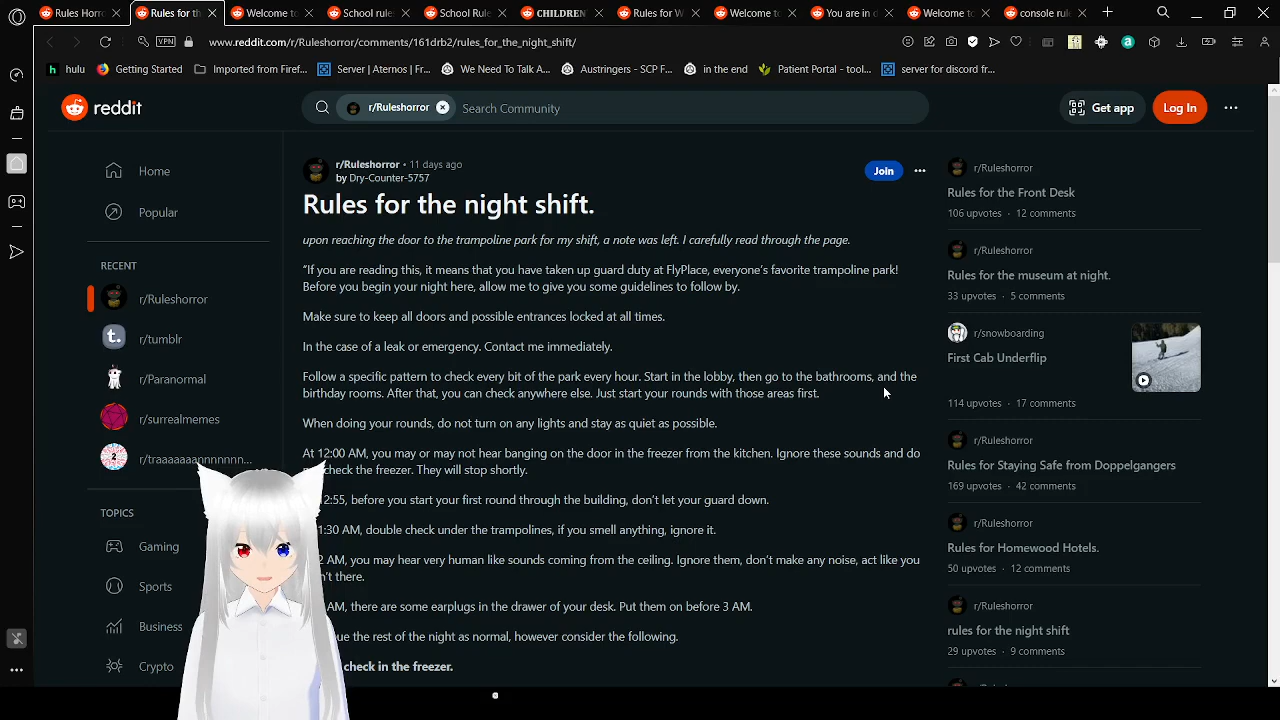 Rules Horro
Rules for th
Welcome to
School rule
School Rule
CHILDREN
Rules for W
Welcome to
You are in d
Welcome to
console rule
VPN
www.reddit.com/r/Ruleshorror/comments/161drb2/rules_for_the_night_shift/
hulu
Getting Started
Imported from Firef...
Server | Aternos | Fr...
We Need To Talk A...
Austringers - SCP F...
in the end
Patient Portal - tool...
server for discord fr...
reddit
r/Ruleshorror
Search Community
Get app
Log In
Home
Popular
RECENT
r/Ruleshorror
r/tumblr
r/Paranormal
r/surrealmemes
r/traaaaaaannnnnn...
TOPICS
Gaming
Sports
Business
Crypto
r/Ruleshorror • 11 days ago
by Dry-Counter-5757
Join
Rules for the night shift.
upon reaching the door to the trampoline park for my shift, a note was left. I carefully read through the page.
“If you are reading this, it means that you have taken up guard duty at FlyPlace, everyone’s favorite trampoline park!
Before you begin your night here, allow me to give you some guidelines to follow by.
Make sure to keep all doors and possible entrances locked at all times.
In the case of a leak or emergency. Contact me immediately.
Follow a specific pattern to check every bit of the park every hour. Start in the lobby, then go to the bathrooms, and the
birthday rooms. After that, you can check anywhere else. Just start your rounds with those areas first.
When doing your rounds, do not turn on any lights and stay as quiet as possible.
At 12:00 AM, you may or may not hear banging on the door in the freezer from the kitchen. Ignore these sounds and do
check the freezer. They will stop shortly.
2:55, before you start your first round through the building, don’t let your guard down.
1:30 AM, double check under the trampolines, if you smell anything, ignore it.
AM, you may hear very human like sounds coming from the ceiling. Ignore them, don’t make any noise, act like you
there.
AM, there are some earplugs in the drawer of your desk. Put them on before 3 AM.
the rest of the night as normal, however consider the following.
check in the freezer.
r/Ruleshorror
Rules for the Front Desk
106 upvotes • 12 comments
r/Ruleshorror
Rules for the museum at night.
33 upvotes • 5 comments
r/snowboarding
First Cab Underflip
114 upvotes • 17 comments
r/Ruleshorror
Rules for Staying Safe from Doppelgangers
169 upvotes • 42 comments
r/Ruleshorror
Rules for Homewood Hotels.
50 upvotes • 12 comments
r/Ruleshorror
rules for the night shift
29 upvotes • 9 comments